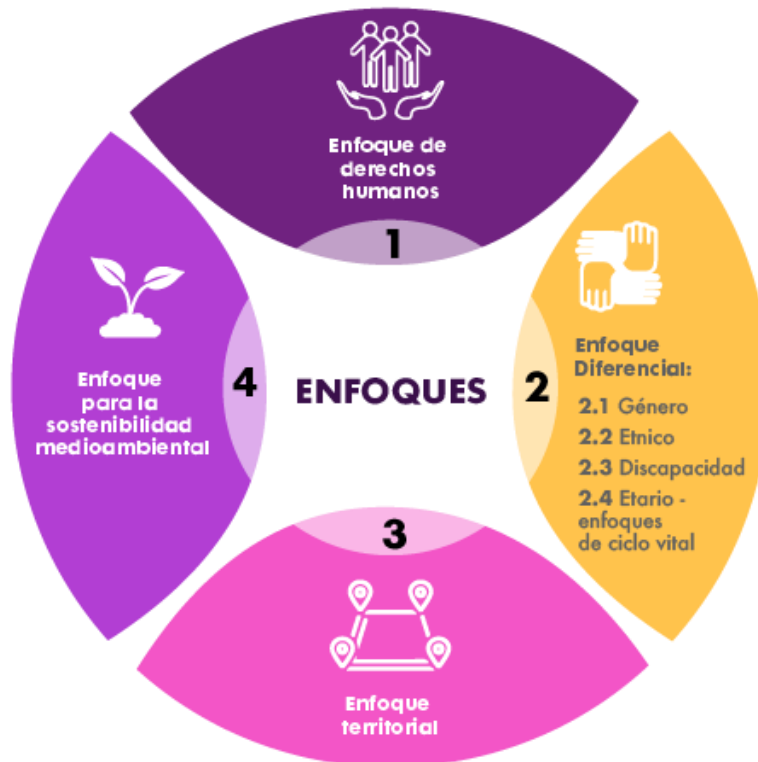 Enfoque de
derechos
humanos
1
Enfoque
para la
sostenibilidad
medioambiental
4
ENFOQUES
2
Enfoque
Diferencial:
2.1 Género
2.2 Etnico
2.3 Discapacidad
2.4 Etario -
enfoques
de ciclo vital
3
Enfoque
territorial